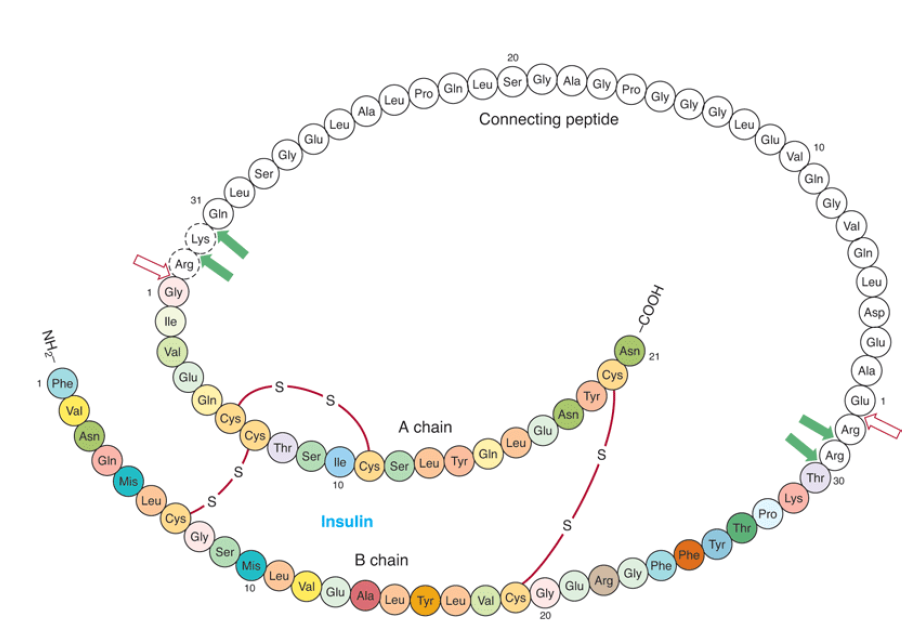 20
Connecting peptide
31
Lys Gln Leu Ser Gly Glu Leu Ala Leu Pro Gln Leu Ser Gly Ala Gly Pro Gly Gly Gly Leu Glu Val Gln Gly Val Gln Leu Asp Glu Ala Glu
10
1
Arg
Arg
Arg
1
Gly Ile Val Glu Gln Cys Cys Thr Ser Ile Cys Ser Leu Tyr Gln Leu Glu Asn Tyr Cys Asn
10
21
–COOH
S
S
A chain
S
S
S
S
Insulin
NH₂–
1
Phe Val Asn Gln Mis Leu Cys Gly Ser Mis Leu Val Glu Ala Leu Tyr Leu Val Cys Gly Glu Arg Gly Phe Phe Tyr Thr Pro Lys Thr
B chain
10
20
30